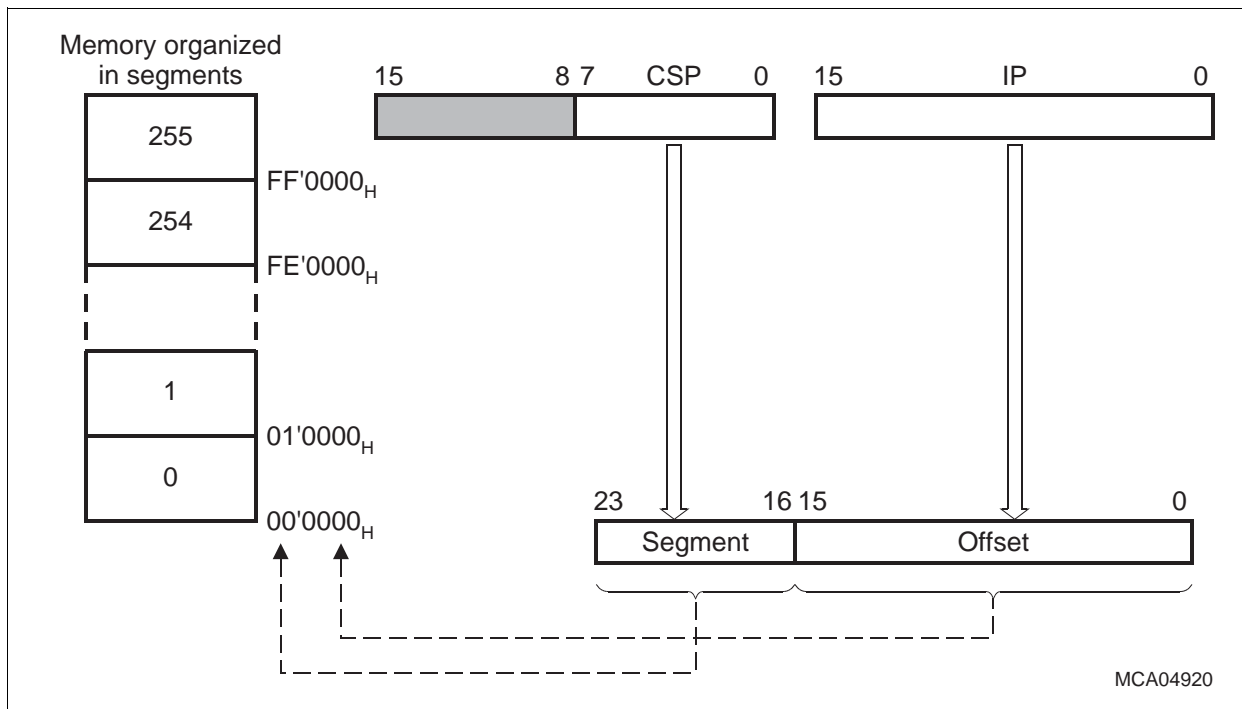 Memory organized
in segments
15 8 7 CSP 0 15 IP 0
255
FF'0000H
254
FE'0000H
1
01'0000H
0
00'0000H
23 16 15 0
Segment Offset
MCA04920